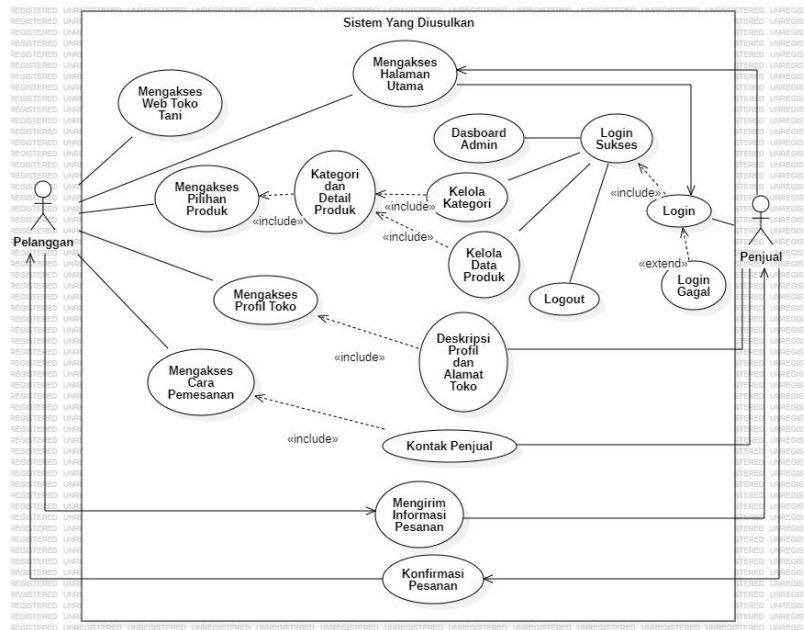 Sistem Yang Diusulkan
Mengakses
Halaman
Utama
Mengakses
Web Toko
Tani
Dasboard
Admin
Login
Sukses
Kategori
dan
Detail
Produk
Mengakses
Pilihan
Produk
Kelola
Kategori
«include»
«include»
«include»
«include»
Login
Pelanggan
Penjual
Kelola
Data
Produk
«extend»
Login
Gagal
Mengakses
Profil Toko
Logout
Deskripsi
Profil
dan
Alamat
Toko
«include»
Mengakses
Cara
Pemesanan
«include»
Kontak Penjual
Mengirim
Informasi
Pesanan
Konfirmasi
Pesanan